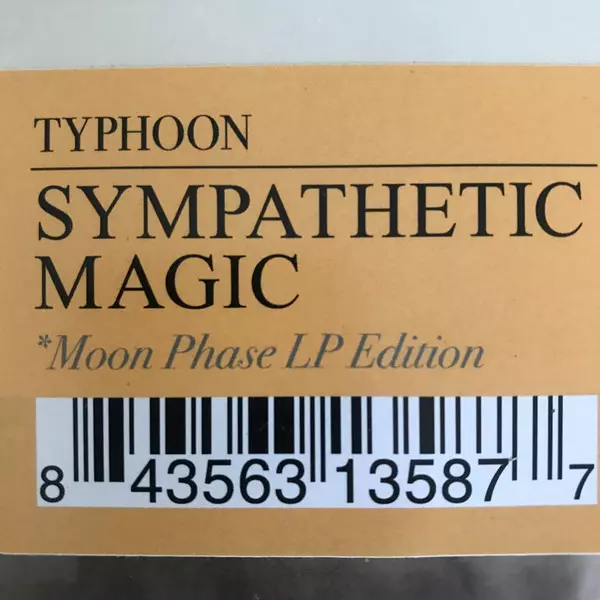 TYPHOON
SYMPATHETIC
MAGIC
*Moon Phase LP Edition
8 43563 13587 7